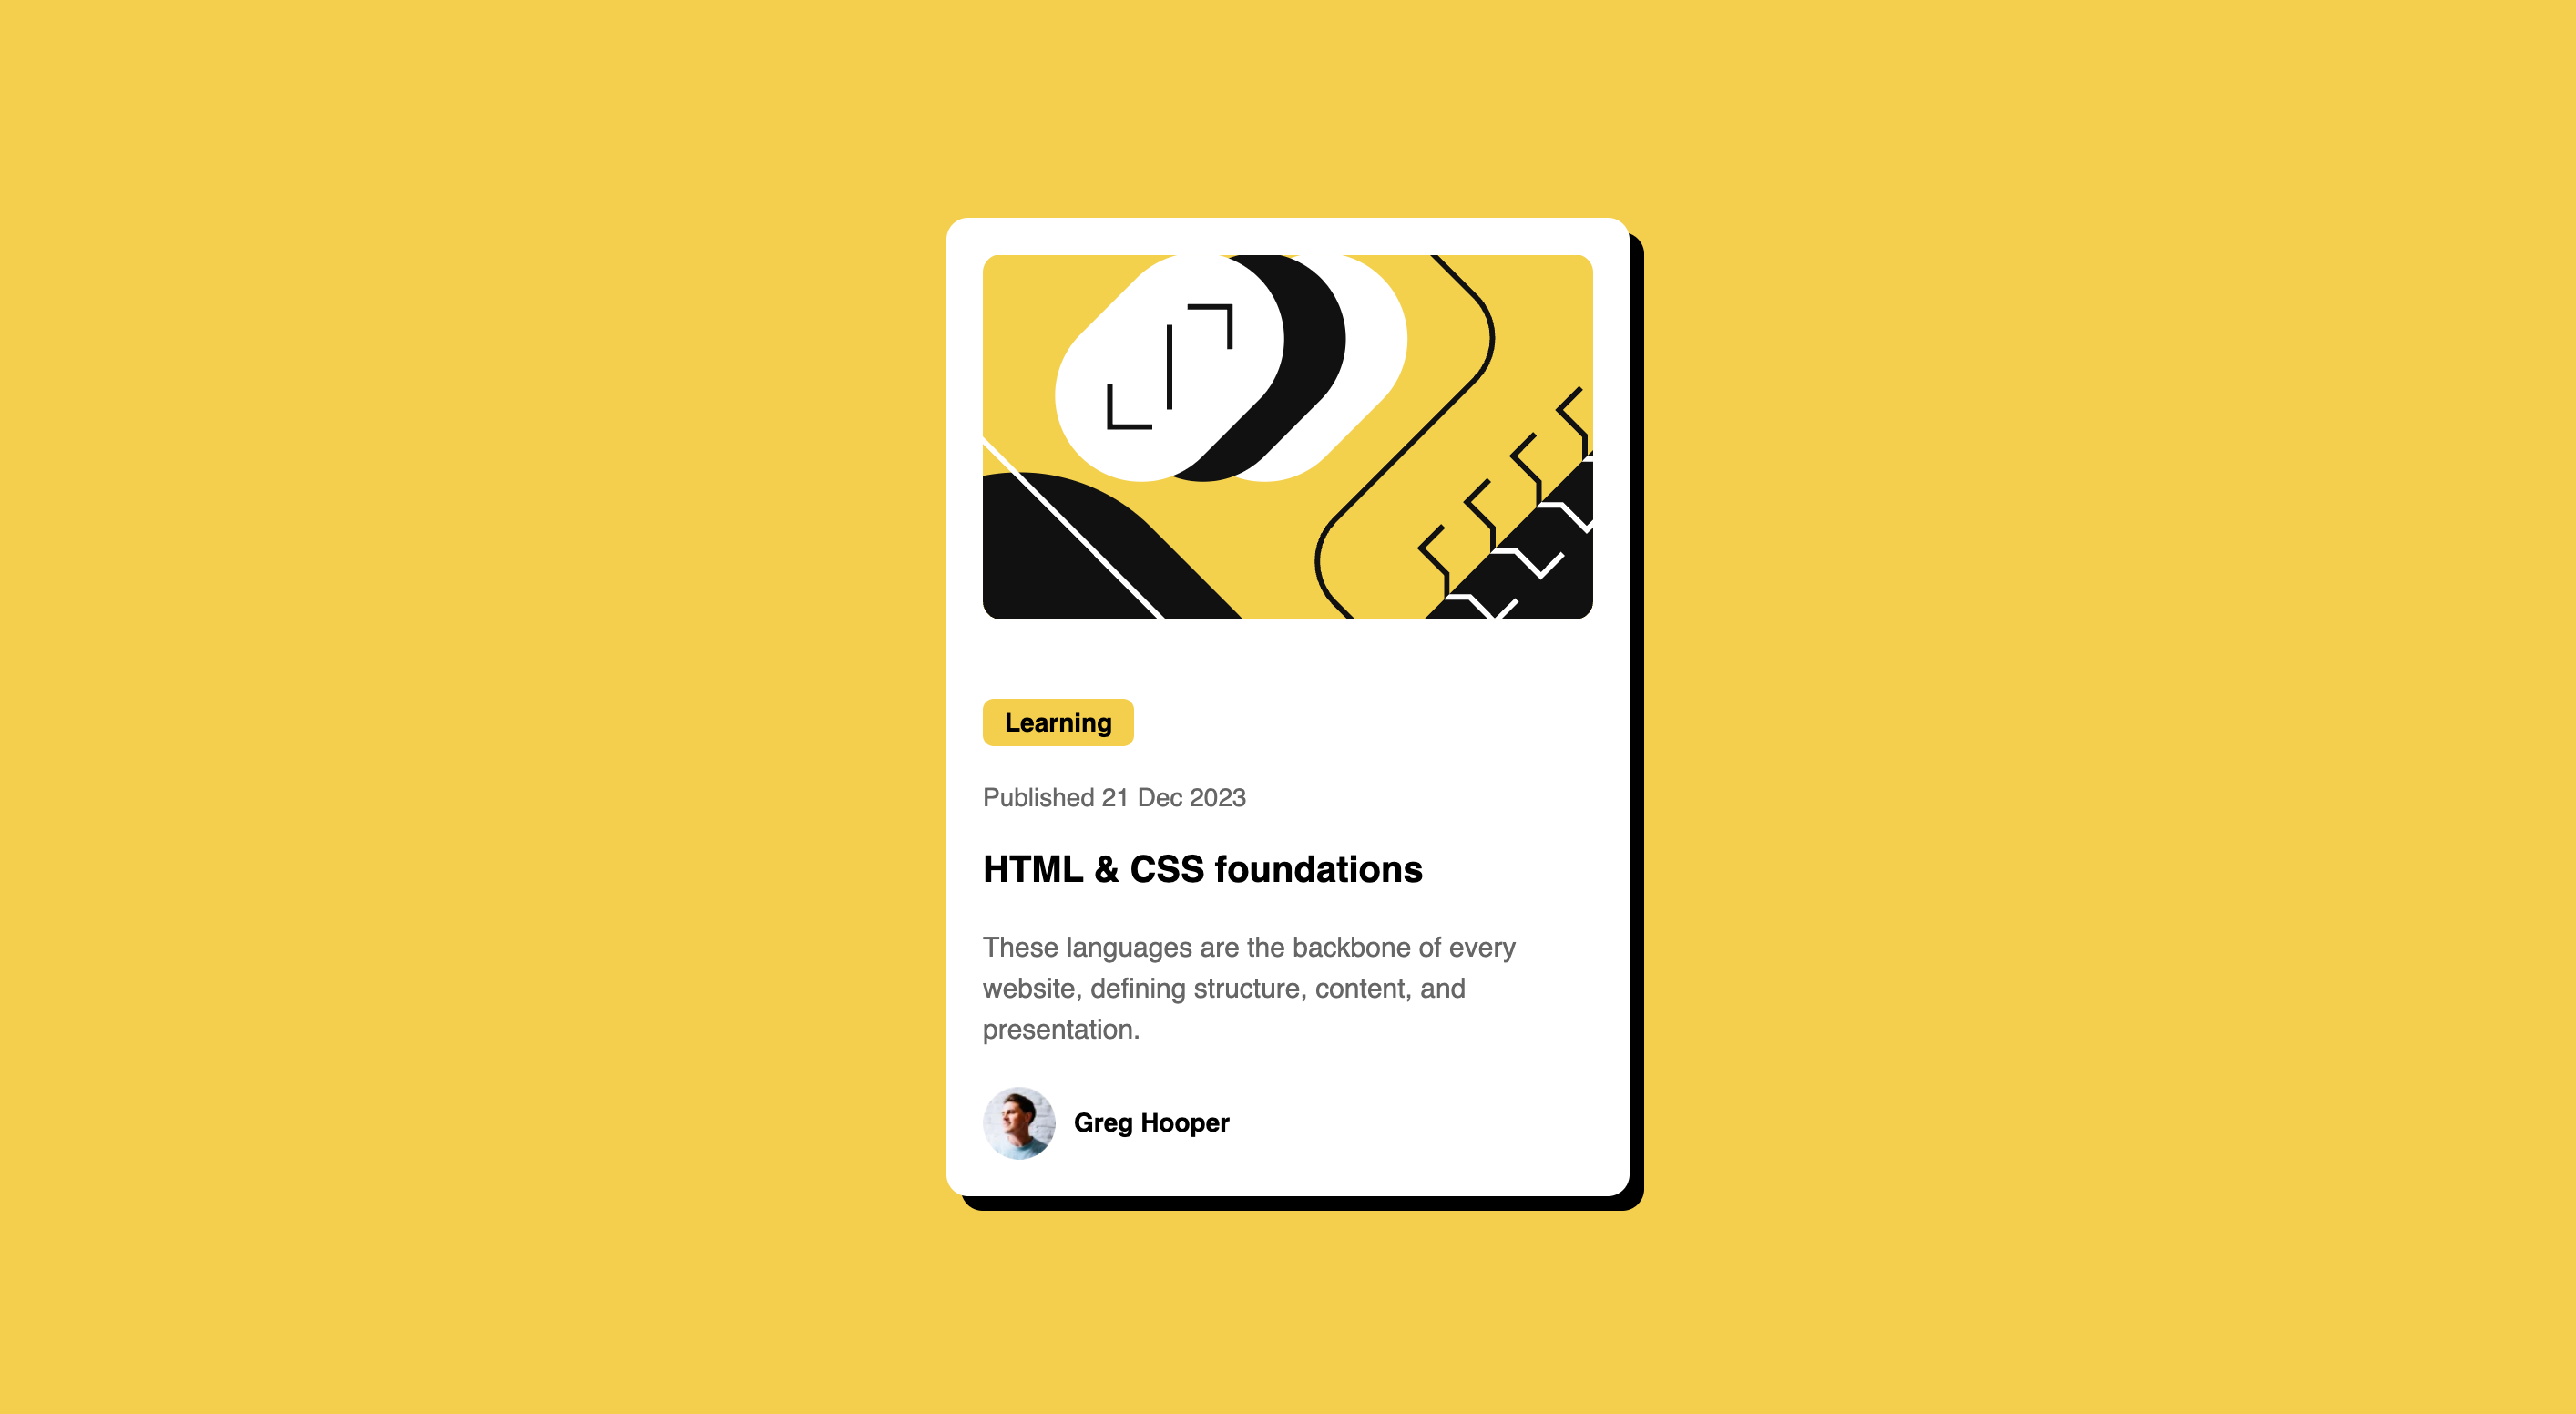 Learning
Published 21 Dec 2023
HTML & CSS foundations
These languages are the backbone of every
website, defining structure, content, and
presentation.
Greg Hooper